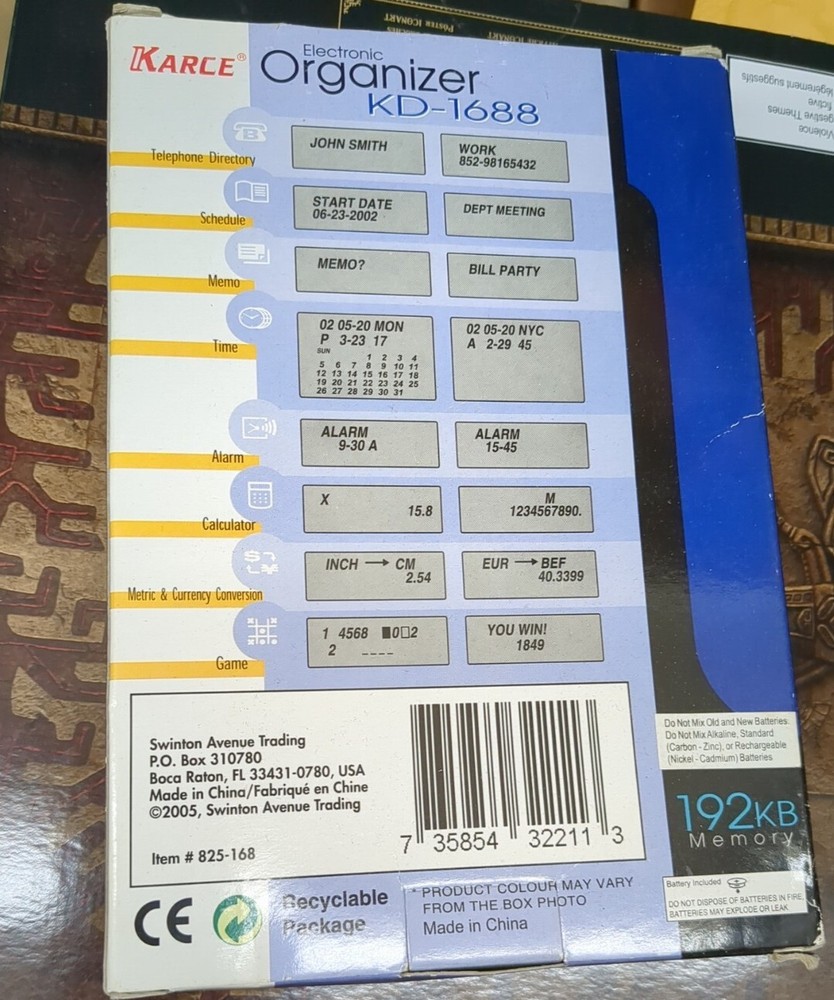 KARCE®
Electronic
Organizer
KD-1688
Telephone Directory
JOHN SMITH
WORK
852-98165432
Schedule
START DATE
06-23-2002
DEPT MEETING
Memo
MEMO?
BILL PARTY
Time
02 05-20 MON
P 3-23 17
SUN
1 2 3 4
5 6 7 8 9 10 11
12 13 14 15 16 17 18
19 20 21 22 23 24 25
26 27 28 29 30 31
02 05-20 NYC
A 2-29 45
Alarm
ALARM
9-30 A
ALARM
15-45
Calculator
X
15.8
M
1234567890.
Metric & Currency Conversion
INCH → CM
2.54
EUR → BEF
40.3399
Game
1 4568 ■0□2
2 ----
YOU WIN!
1849
Swinton Avenue Trading
P.O. Box 310780
Boca Raton, FL 33431-0780, USA
Made in China/Fabriqué en Chine
©2005, Swinton Avenue Trading
Item # 825-168
7 35854 32211 3
Do Not Mix Old and New Batteries.
Do Not Mix Alkaline, Standard
(Carbon - Zinc), or Rechargeable
(Nickel - Cadmium) Batteries
192KB
Memory
Battery Included
DO NOT DISPOSE OF BATTERIES IN FIRE,
BATTERIES MAY EXPLODE OR LEAK
CE
Recyclable
Package
* PRODUCT COLOUR MAY VARY
FROM THE BOX PHOTO
Made in China
POSTER ICONART
légèrement suggestifs
Violence